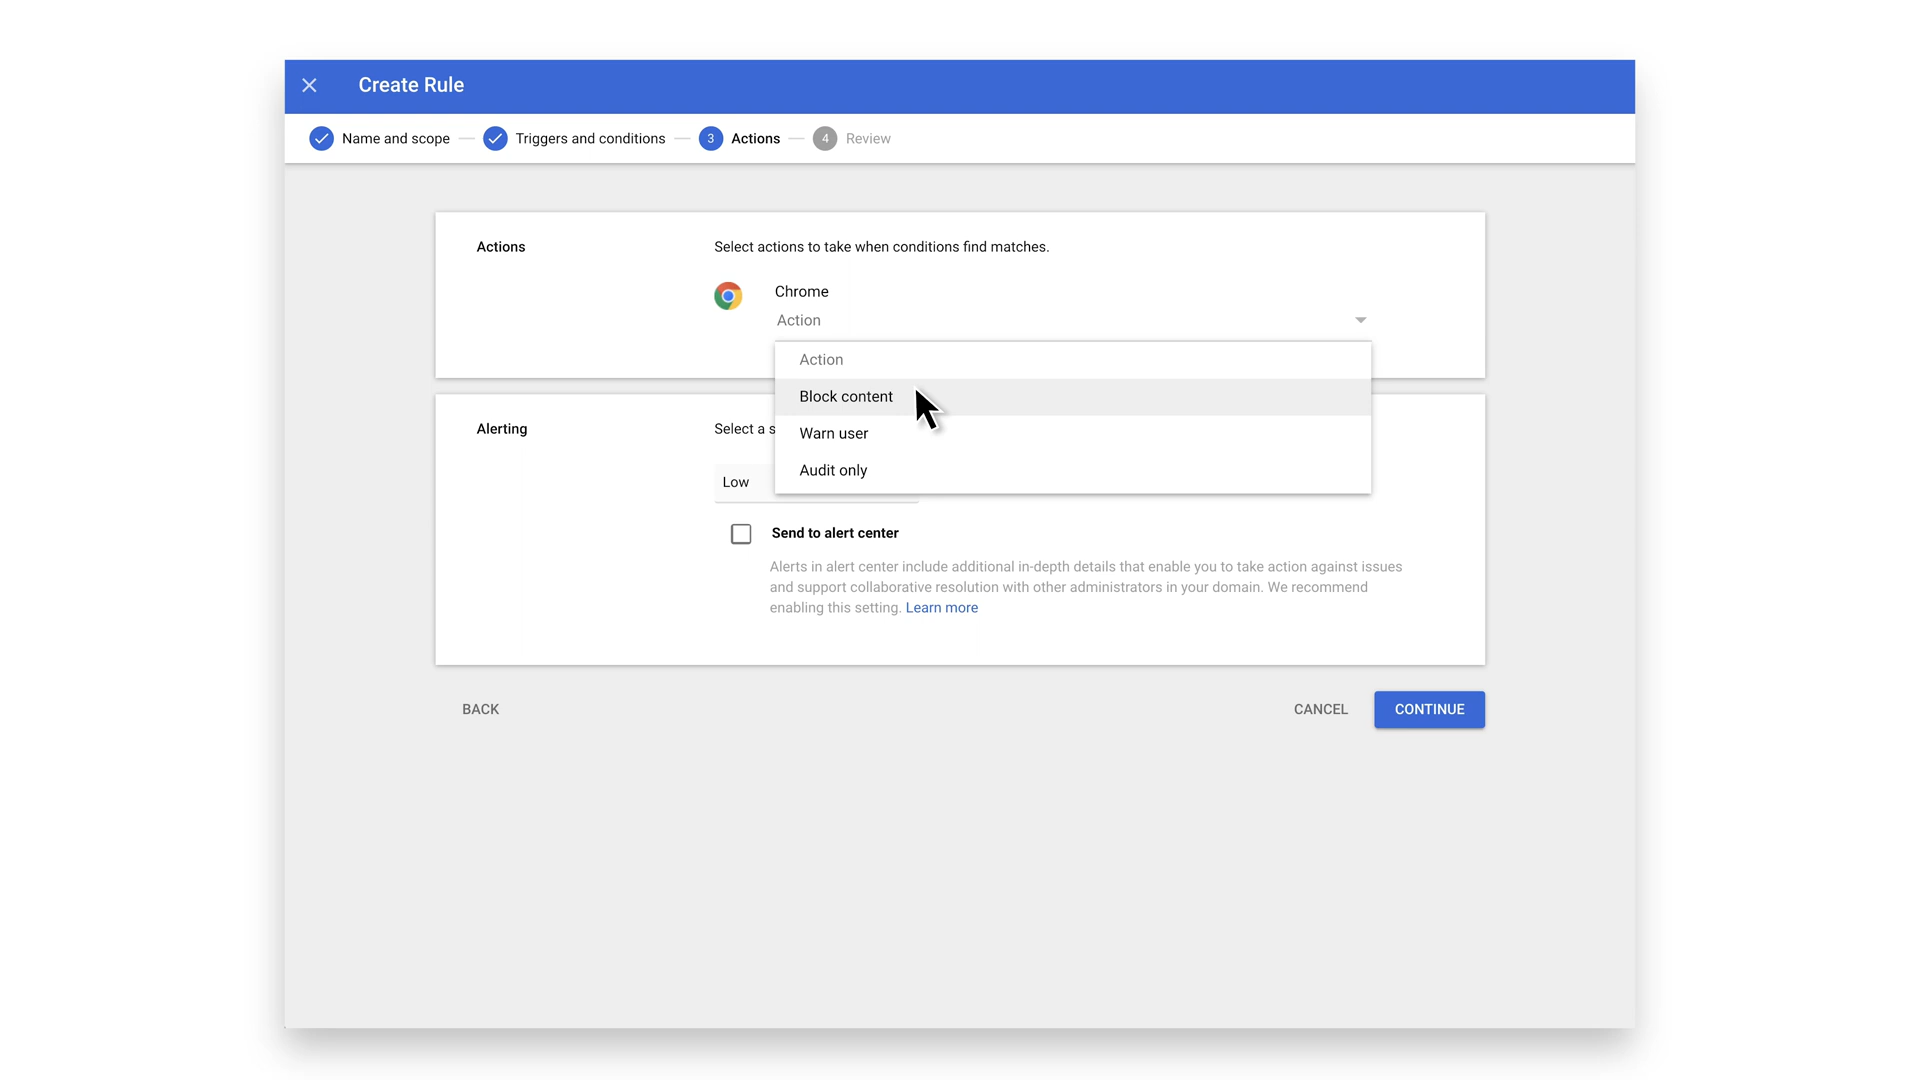 Create Rule
Name and scope
Triggers and conditions
3 Actions
4 Review
Actions
Select actions to take when conditions find matches.
Chrome
Action
Action
Block content
Warn user
Audit only
Alerting
Select a s
Low
Send to alert center
Alerts in alert center include additional in-depth details that enable you to take action against issues
and support collaborative resolution with other administrators in your domain. We recommend
enabling this setting. Learn more
BACK
CANCEL
CONTINUE